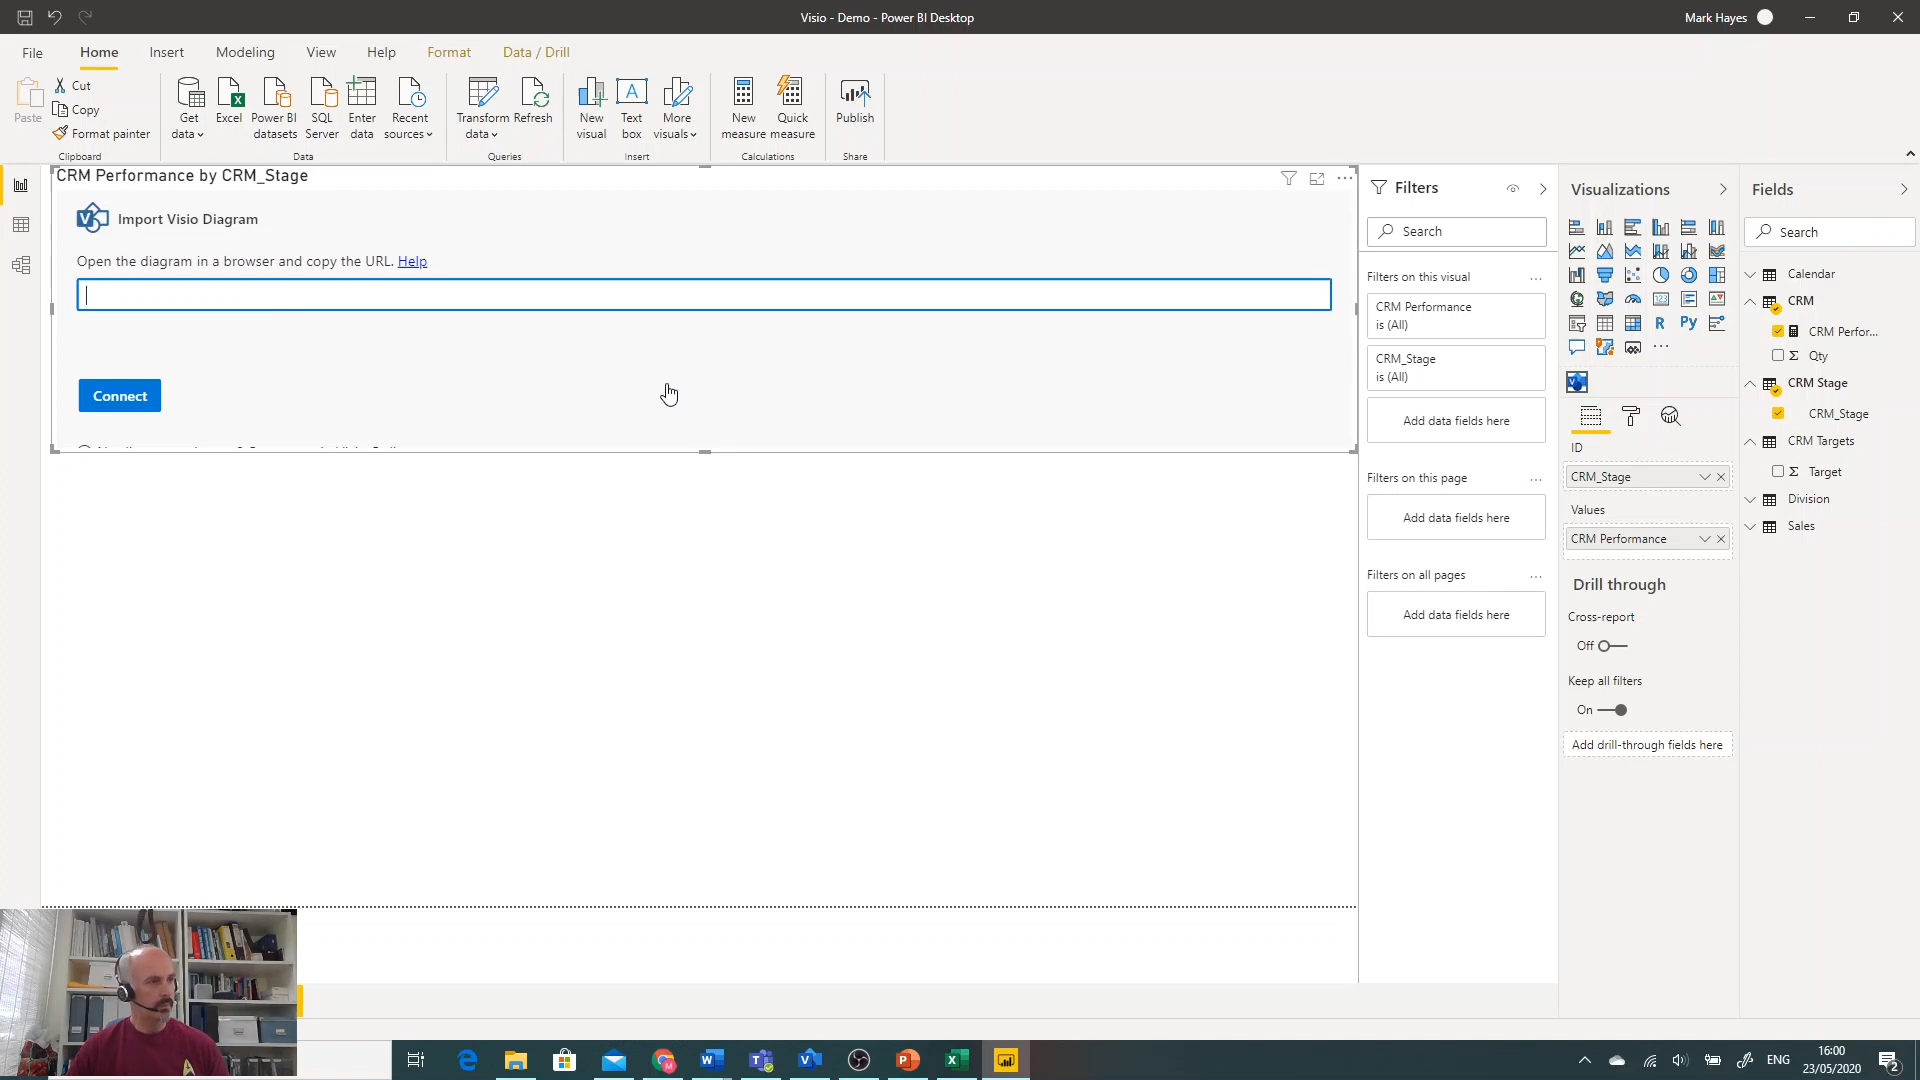 Visio - Demo - Power BI Desktop
Mark Hayes
File
Home
Insert
Modeling
View
Help
Format
Data / Drill
Paste
Cut
Copy
Format painter
Clipboard
Get data
Excel
Power BI datasets
SQL Server
Enter data
Recent sources
Data
Transform data
Refresh
Queries
New visual
Text box
More visuals
Insert
New measure
Quick measure
Calculations
Publish
Share
CRM Performance by CRM_Stage
Import Visio Diagram
Open the diagram in a browser and copy the URL. Help
Connect
Filters
Search
Filters on this visual
...
CRM Performance
is (All)
CRM_Stage
is (All)
Add data fields here
Filters on this page
...
Add data fields here
Filters on all pages
...
Add data fields here
Visualizations
R
Py
...
ID
CRM_Stage
Values
CRM Performance
Drill through
Cross-report
Off
Keep all filters
On
Add drill-through fields here
Fields
Search
Calendar
CRM
CRM Perfor...
Σ Qty
CRM Stage
CRM_Stage
CRM Targets
Σ Target
Division
Sales
ENG
16:00
23/05/2020
2